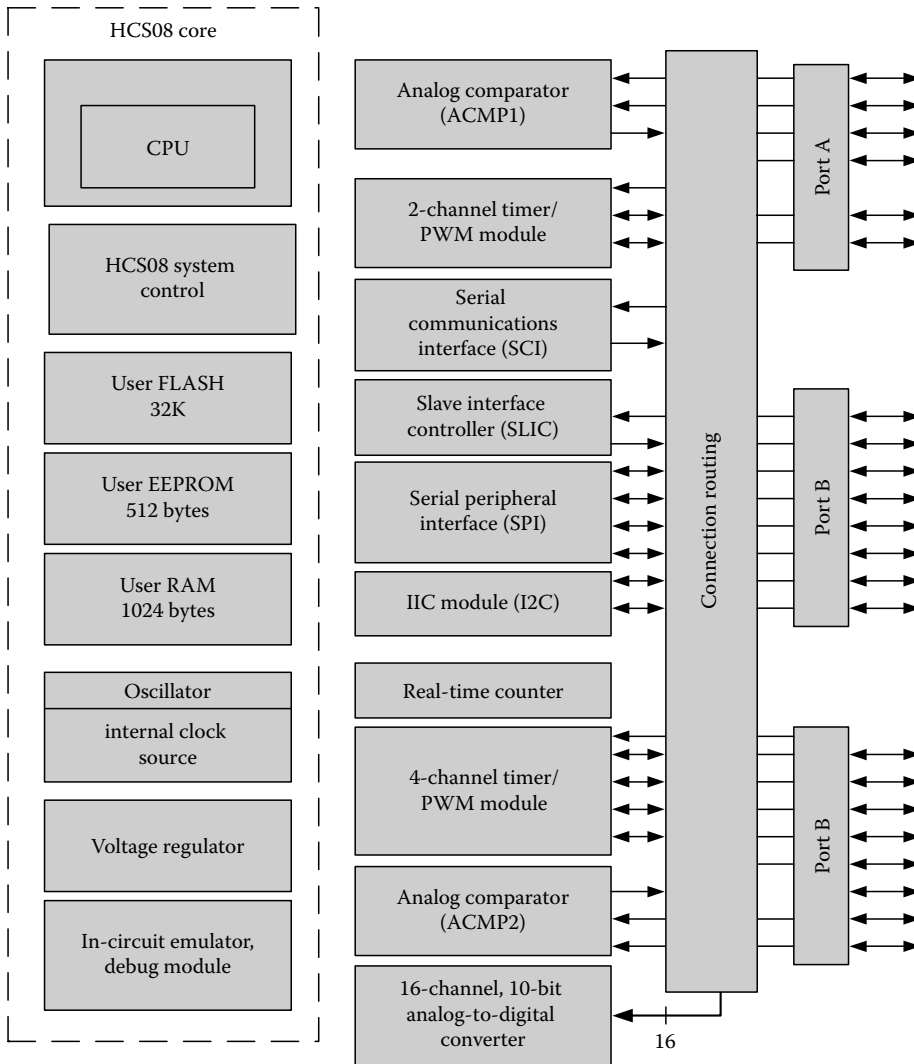 HCS08 core
CPU
HCS08 system
control
User FLASH
32K
User EEPROM
512 bytes
User RAM
1024 bytes
Oscillator
internal clock
source
Voltage regulator
In-circuit emulator,
debug module
Analog comparator
(ACMP1)
2-channel timer/
PWM module
Serial
communications
interface (SCI)
Slave interface
controller (SLIC)
Serial peripheral
interface (SPI)
IIC module (I2C)
Real-time counter
4-channel timer/
PWM module
Analog comparator
(ACMP2)
16-channel, 10-bit
analog-to-digital
converter
16
Connection routing
Port A
Port B
Port B